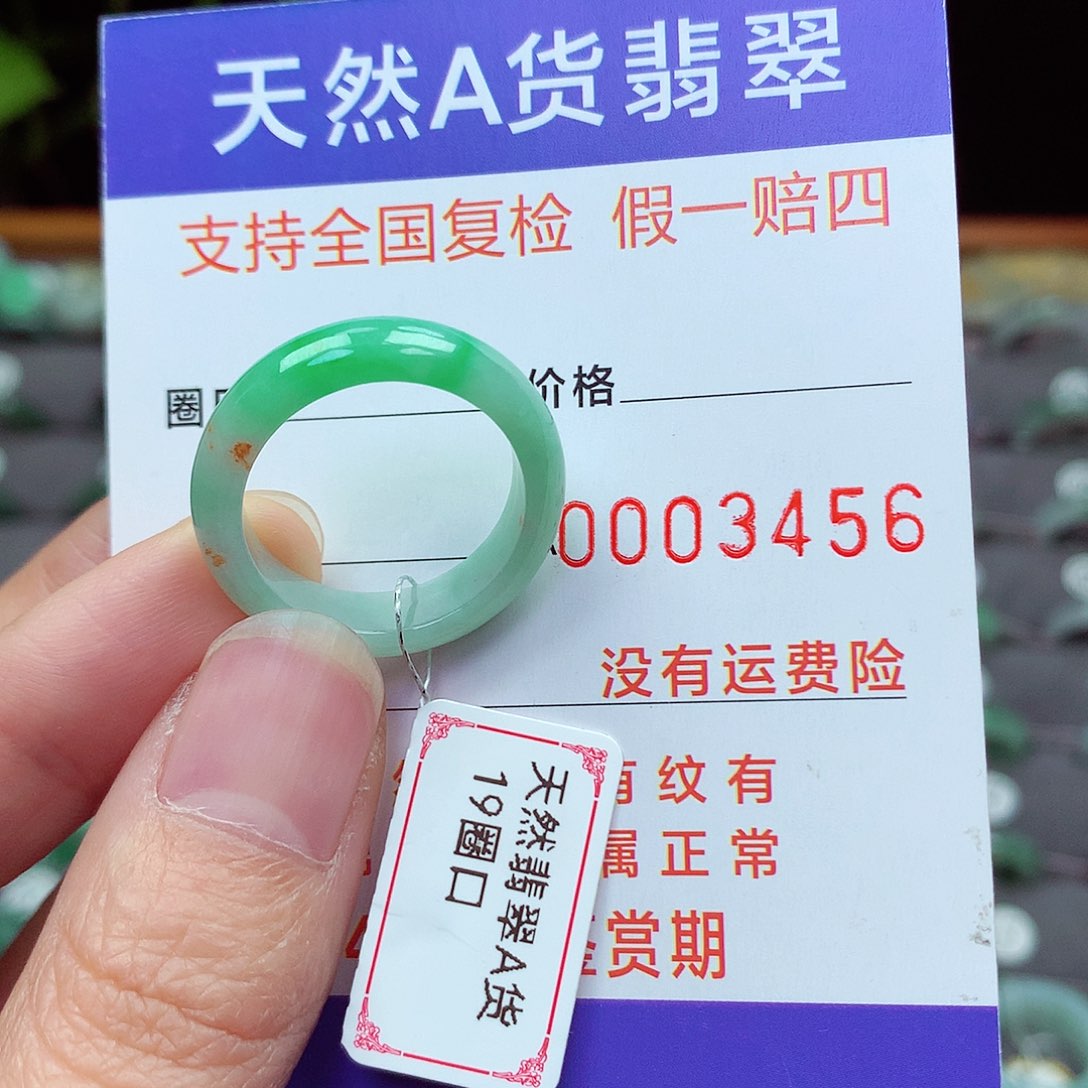 天然A货翡翠
支持全国复检 假一赔四
圈
价格
0003456
没有运费险
有纹有
属正常
赏期
天然翡翠A货
19圈口